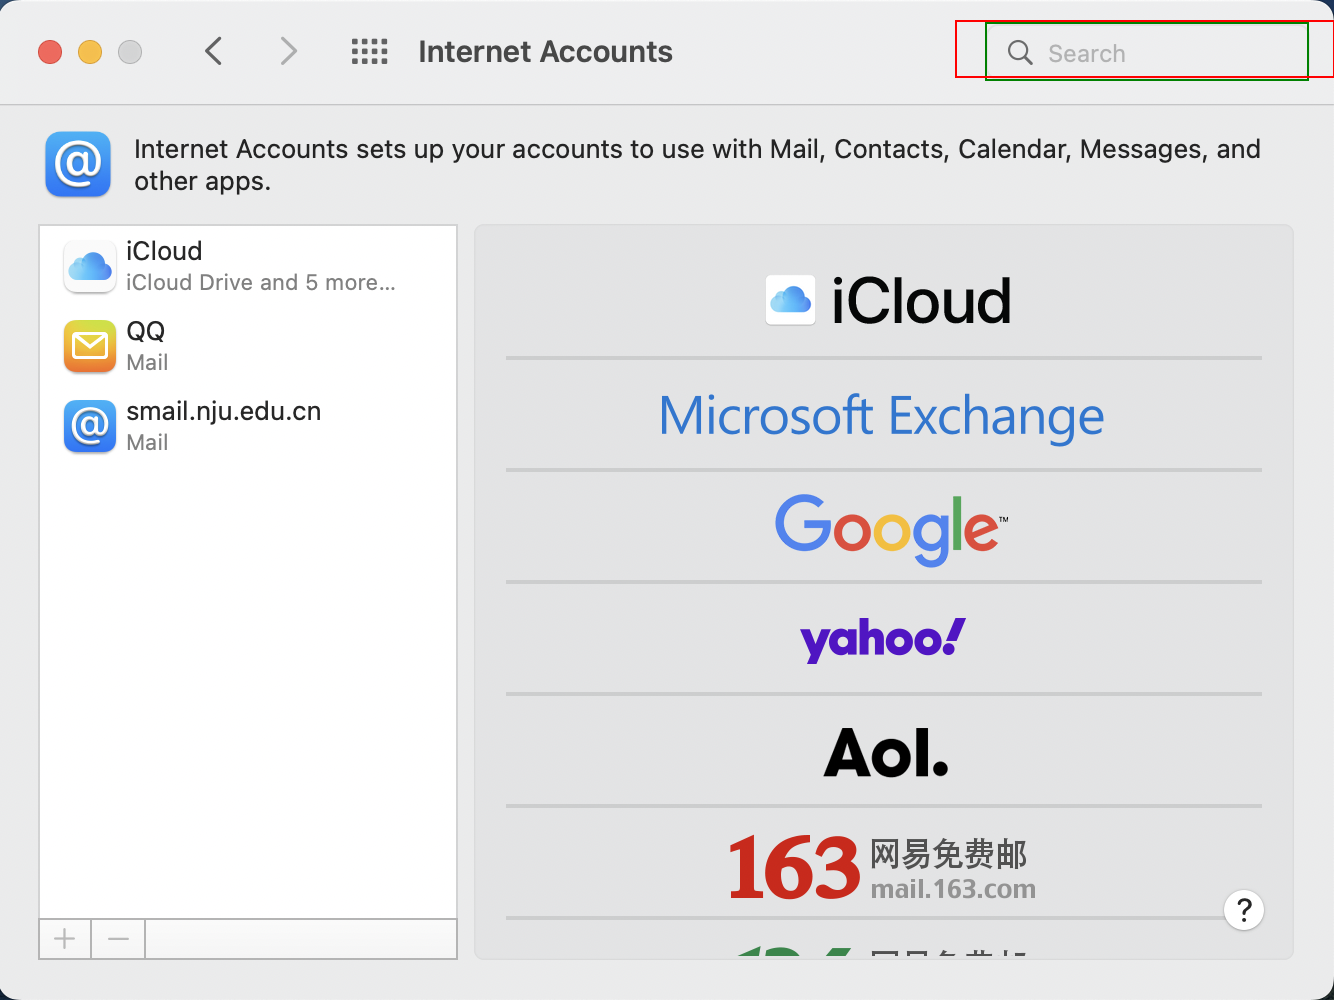 Internet Accounts
Search
Internet Accounts sets up your accounts to use with Mail, Contacts, Calendar, Messages, and
other apps.
iCloud
iCloud Drive and 5 more...
QQ
Mail
smail.nju.edu.cn
Mail
iCloud
Microsoft Exchange
Google™
yahoo!
Aol.
163 网易免费邮
mail.163.com
?